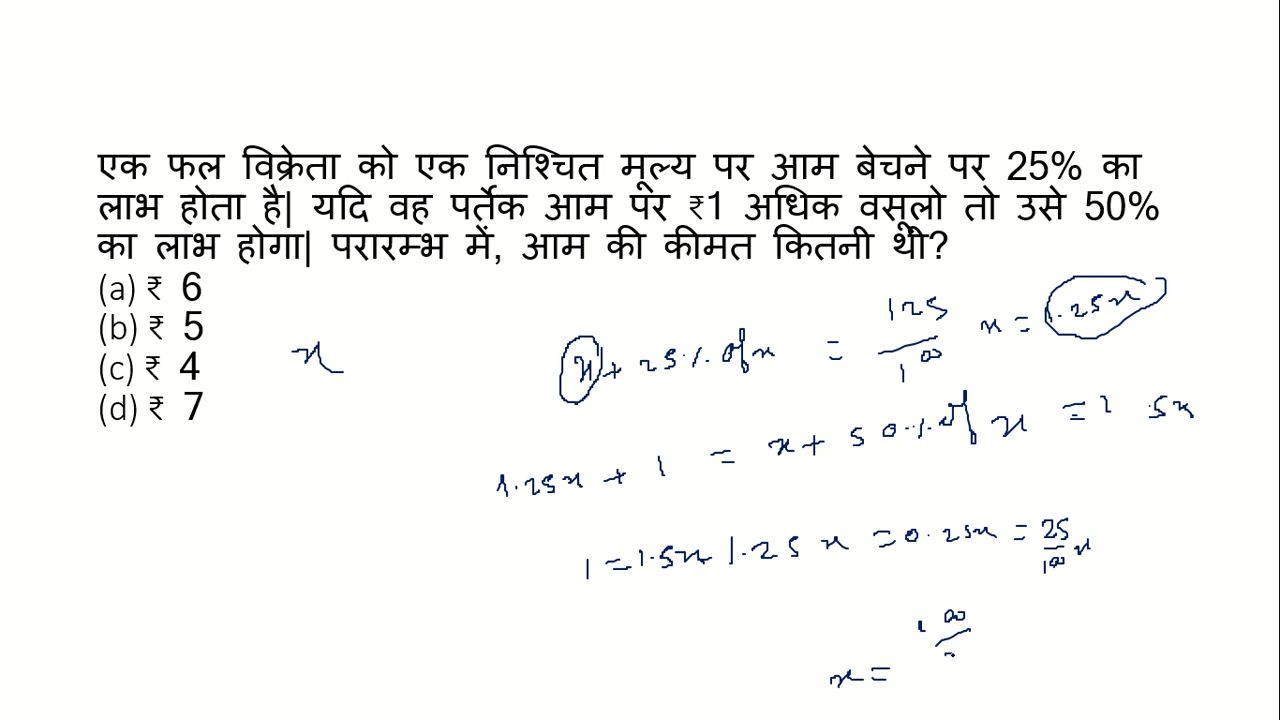 एक फल विक्रेता को एक निश्चित मूल्य पर आम बेचने पर 25% का
लाभ होता है| यदि वह पर्तेक आम पर ₹1 अधिक वसूलो तो उसे 50%
का लाभ होगा| परारम्भ में, आम की कीमत कितनी थी?
(a) ₹ 6
(b) ₹ 5
(c) ₹ 4
(d) ₹ 7
x
x + 25% of x = 125/100 x = 1.25x
1.25x + 1 = x + 50% of x = 1.5x
1 = 1.5x 1.25x = 0.25x = 25/100 x
x = 100/